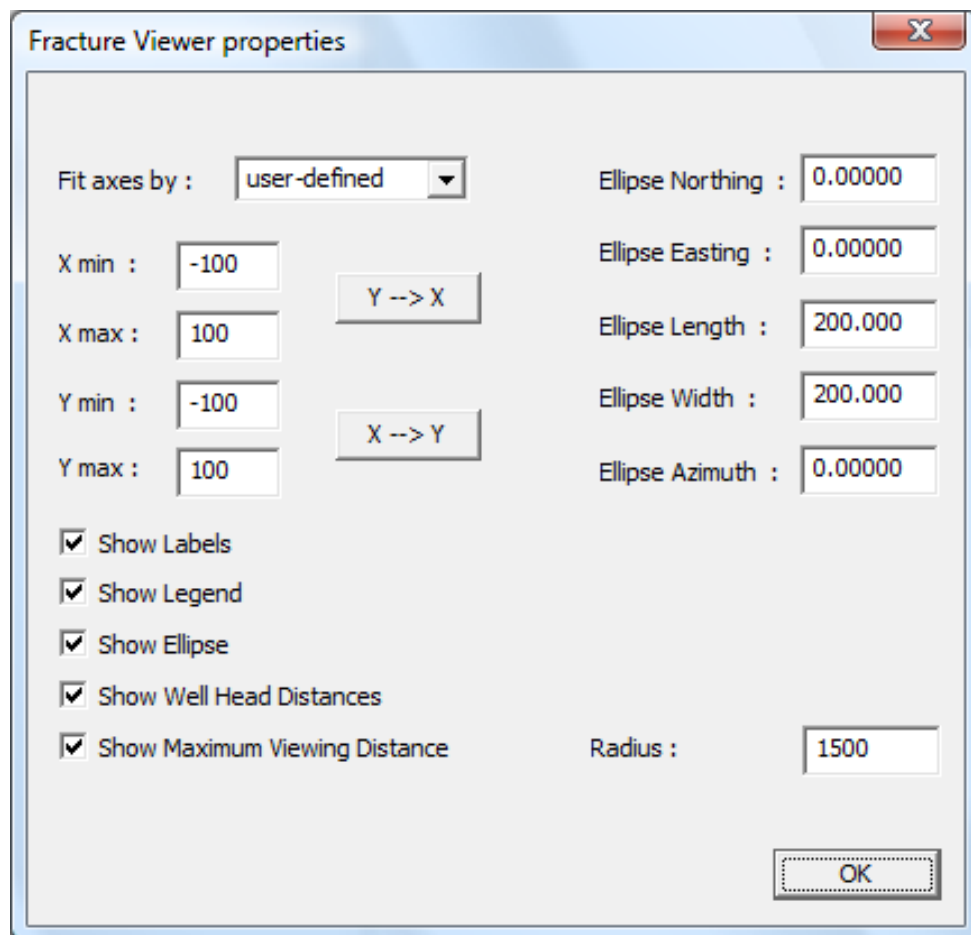 Fracture Viewer properties
Fit axes by : user-defined
Ellipse Northing : 0.00000
X min : -100
Ellipse Easting : 0.00000
Y --> X
X max : 100
Ellipse Length : 200.000
Y min : -100
Ellipse Width : 200.000
X --> Y
Y max : 100
Ellipse Azimuth : 0.00000
Show Labels
Show Legend
Show Ellipse
Show Well Head Distances
Show Maximum Viewing Distance
Radius : 1500
OK